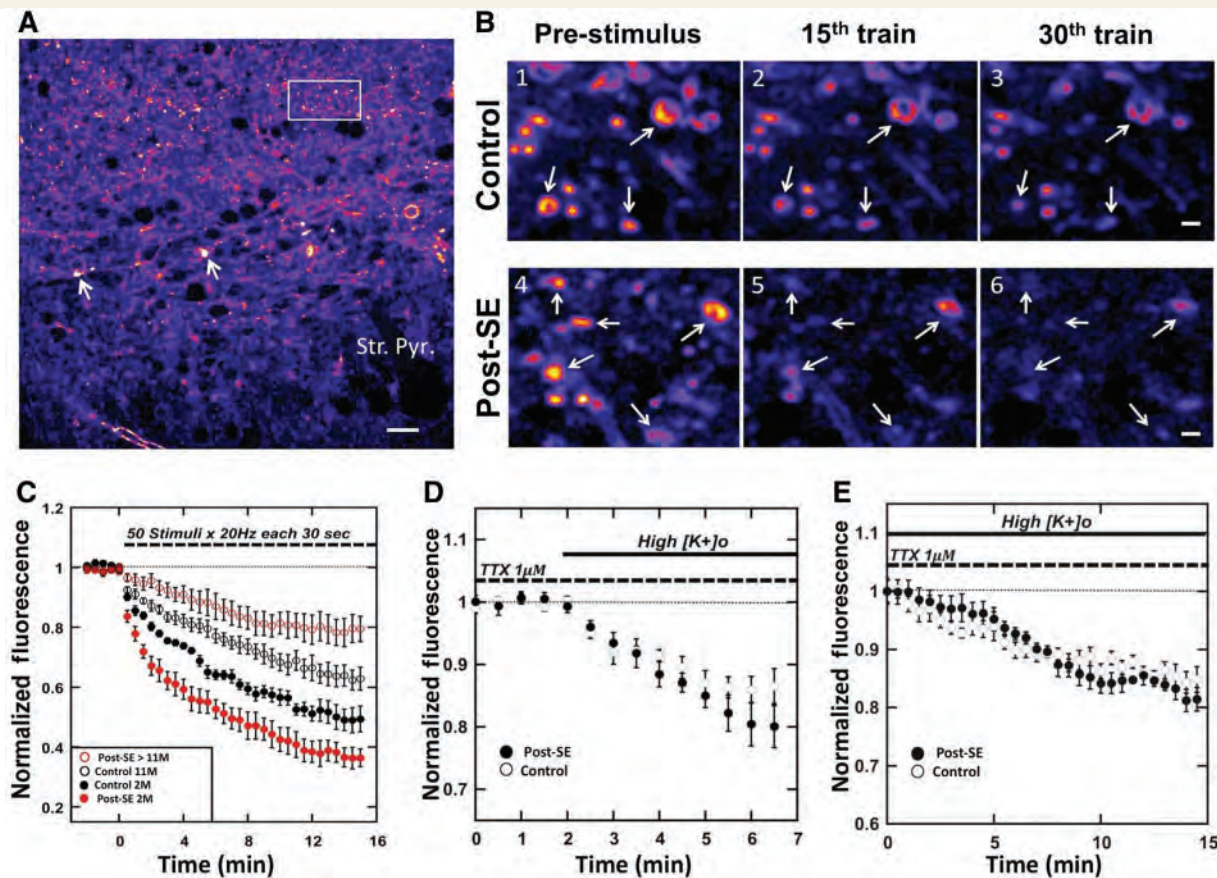 A
Str. Pyr.
B
Pre-stimulus
15th train
30th train
Control
1
2
3
Post-SE
4
5
6
C
Normalized fluorescence
1.2
1
0.8
0.6
0.4
0.2
50 Stimuli x 20Hz each 30 sec
Post-SE > 11M
Control 11M
Control 2M
Post-SE 2M
0
4
8
12
16
Time (min)
D
Normalized fluorescence
1.1
1
0.9
0.8
0.7
High [K+]o
TTX 1µM
Post-SE
Control
0
1
2
3
4
5
6
7
Time (min)
E
Normalized fluorescence
1.1
1.0
0.9
0.8
0.7
0.6
High [K+]o
TTX 1µM
Post-SE
Control
0
5
10
15
Time (min)